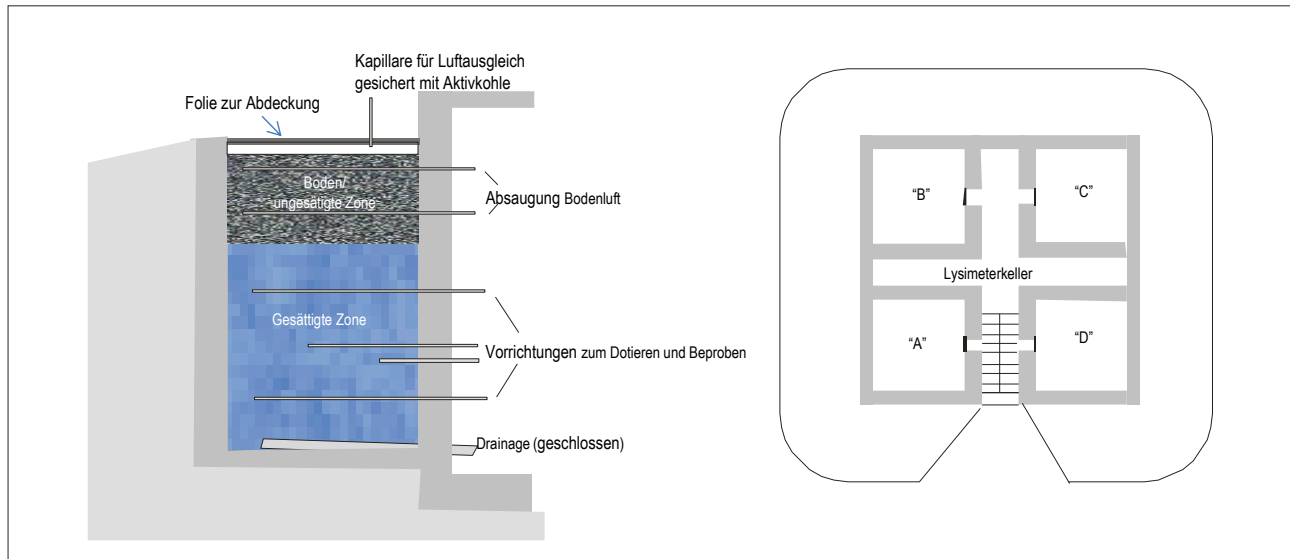 Kapillare für Luftausgleich
gesichert mit Aktivkohle
Folie zur Abdeckung
Boden/
ungesätigte Zone
Absaugung Bodenluft
Gesättigte Zone
Vorrichtungen zum Dotieren und Beproben
Drainage (geschlossen)
“B”
“C”
Lysimeterkeller
“A”
“D”